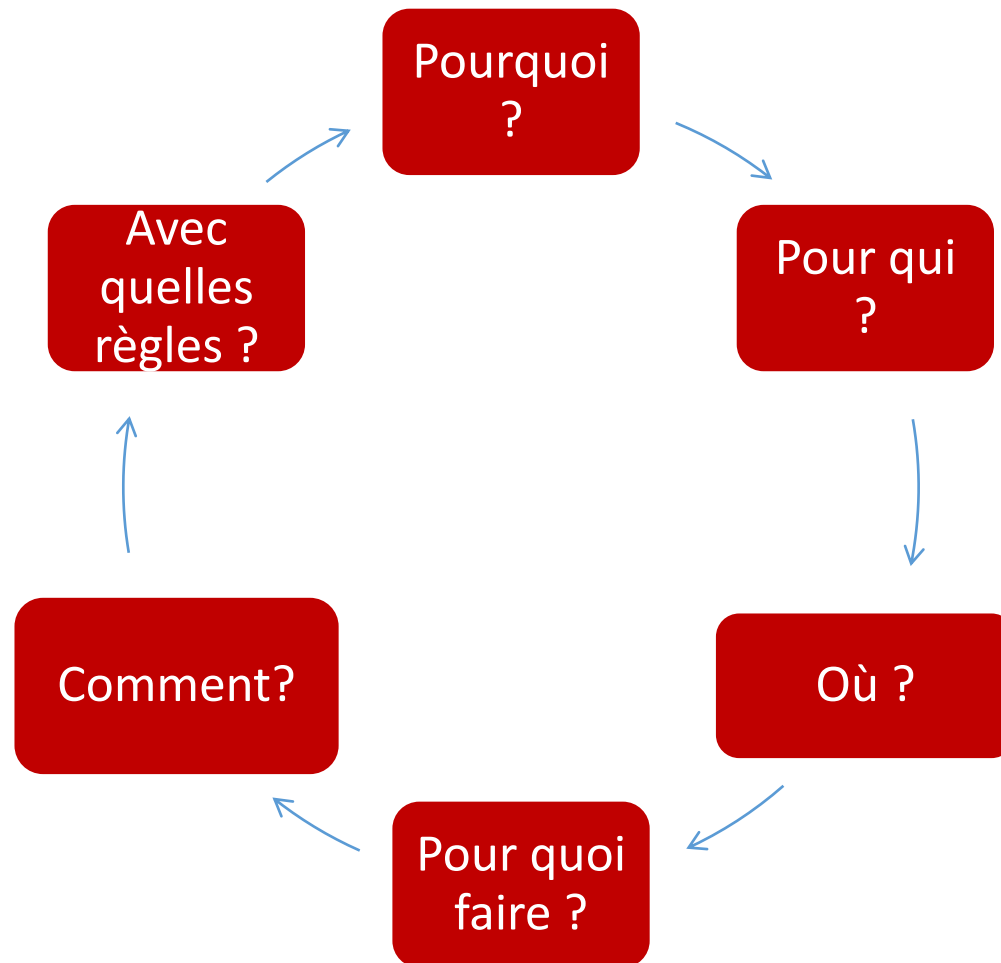 Pourquoi
?
Pour qui
?
Où ?
Pour quoi
faire ?
Comment?
Avec
quelles
règles ?